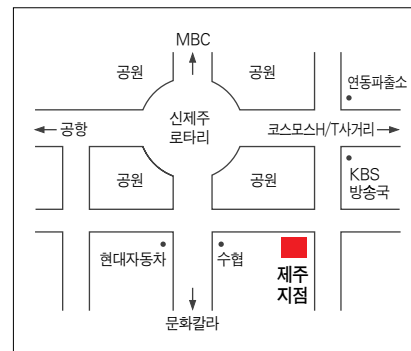 MBC
공원
공원
연동파출소
신제주
로타리
공항
코스모스H/T사거리
공원
공원
KBS
방송국
현대자동차
수협
제주
지점
문화칼라